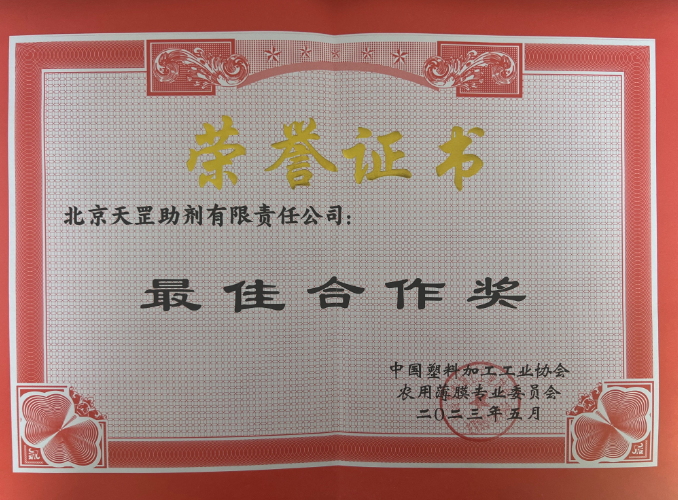 荣誉证书
北京天罡助剂有限责任公司:
最佳合作奖
中国塑料加工工业协会
农用薄膜专业委员会
二〇二三年五月